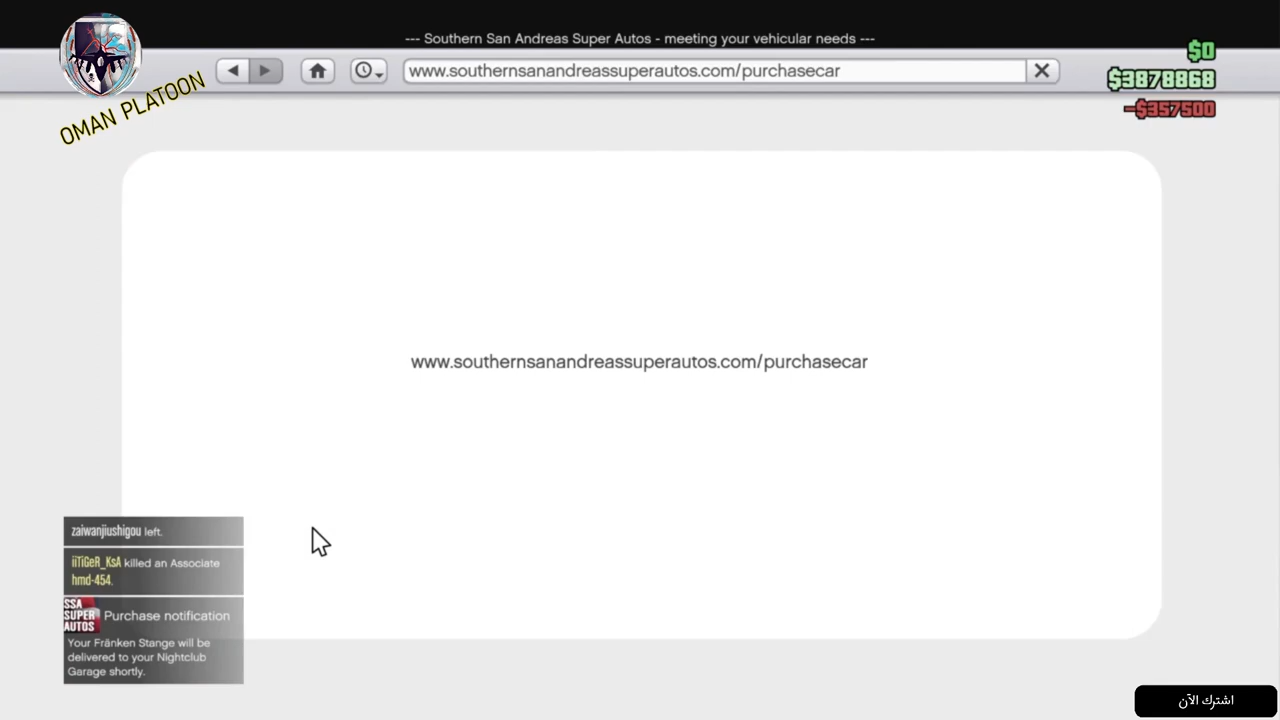 --- Southern San Andreas Super Autos - meeting your vehicular needs ---
www.southernsanandreassuperautos.com/purchasecar
$0
$3878868
-$357500
OMAN PLATOON
www.southernsanandreassuperautos.com/purchasecar
zaiwanjiushigou left.
iiTiGeR_KsA killed an Associate
hmd-454.
SSA
SUPER
AUTOS
Purchase notification
Your Fränken Stange will be
delivered to your Nightclub
Garage shortly.
اشترك الآن